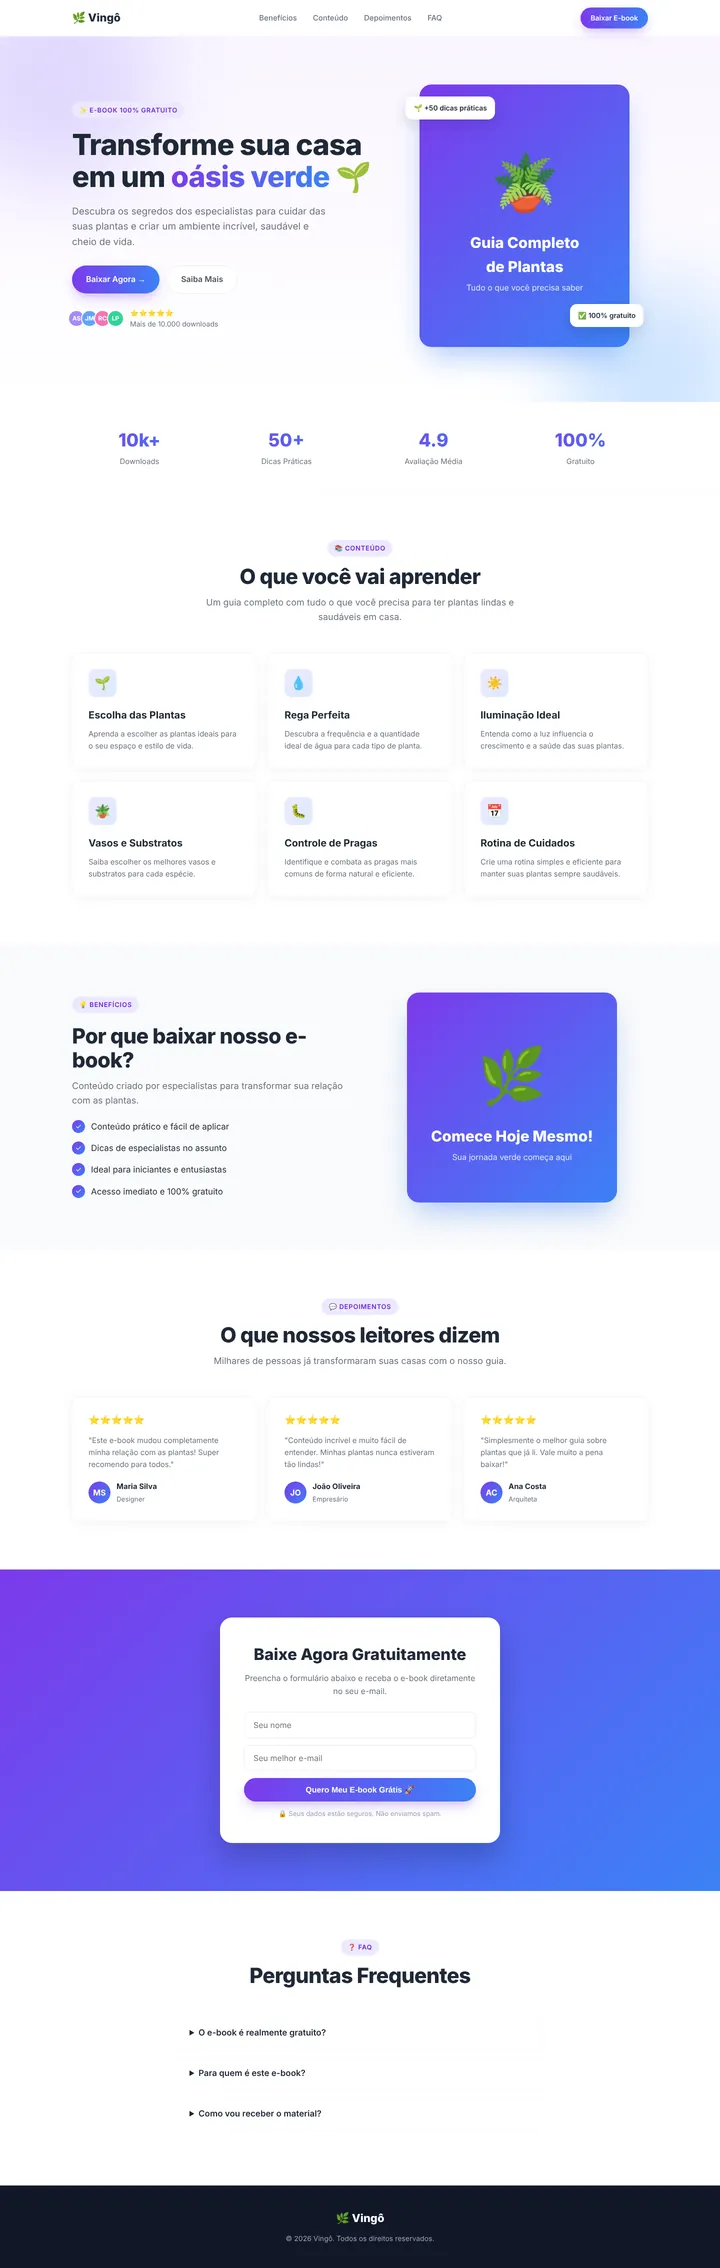 🌿 Vingô
Benefícios
Conteúdo
Depoimentos
FAQ
Baixar E-book
✨ E-BOOK 100% GRATUITO
Transforme sua casa
em um oásis verde 🌱
Descubra os segredos dos especialistas para cuidar das
suas plantas e criar um ambiente incrível, saudável e
cheio de vida.
Baixar Agora →
Saiba Mais
AS
JM
RC
LP
⭐⭐⭐⭐⭐
Mais de 10.000 downloads
🌱 +50 dicas práticas
Guia Completo
de Plantas
Tudo o que você precisa saber
✅ 100% gratuito
10k+
Downloads
50+
Dicas Práticas
4.9
Avaliação Média
100%
Gratuito
📚 CONTEÚDO
O que você vai aprender
Um guia completo com tudo o que você precisa para ter plantas lindas e
saudáveis em casa.
Escolha das Plantas
Aprenda a escolher as plantas ideais para
o seu espaço e estilo de vida.
Rega Perfeita
Descubra a frequência e a quantidade
ideal de água para cada tipo de planta.
Iluminação Ideal
Entenda como a luz influencia o
crescimento e a saúde das suas plantas.
Vasos e Substratos
Saiba escolher os melhores vasos e
substratos para cada espécie.
Controle de Pragas
Identifique e combata as pragas mais
comuns de forma natural e eficiente.
Rotina de Cuidados
Crie uma rotina simples e eficiente para
manter suas plantas sempre saudáveis.
💡 BENEFÍCIOS
Por que baixar nosso e-
book?
Conteúdo criado por especialistas para transformar sua relação
com as plantas.
✓ Conteúdo prático e fácil de aplicar
✓ Dicas de especialistas no assunto
✓ Ideal para iniciantes e entusiastas
✓ Acesso imediato e 100% gratuito
Comece Hoje Mesmo!
Sua jornada verde começa aqui
💬 DEPOIMENTOS
O que nossos leitores dizem
Milhares de pessoas já transformaram suas casas com o nosso guia.
⭐⭐⭐⭐⭐
"Este e-book mudou completamente
minha relação com as plantas! Super
recomendo para todos."
MS
Maria Silva
Designer
⭐⭐⭐⭐⭐
"Conteúdo incrível e muito fácil de
entender. Minhas plantas nunca estiveram
tão lindas!"
JO
João Oliveira
Empresário
⭐⭐⭐⭐⭐
"Simplesmente o melhor guia sobre
plantas que já li. Vale muito a pena
baixar!"
AC
Ana Costa
Arquiteta
Baixe Agora Gratuitamente
Preencha o formulário abaixo e receba o e-book diretamente
no seu e-mail.
Seu nome
Seu melhor e-mail
Quero Meu E-book Grátis 🚀
🔒 Seus dados estão seguros. Não enviamos spam.
❓ FAQ
Perguntas Frequentes
▶ O e-book é realmente gratuito?
▶ Para quem é este e-book?
▶ Como vou receber o material?
🌿 Vingô
© 2026 Vingô. Todos os direitos reservados.